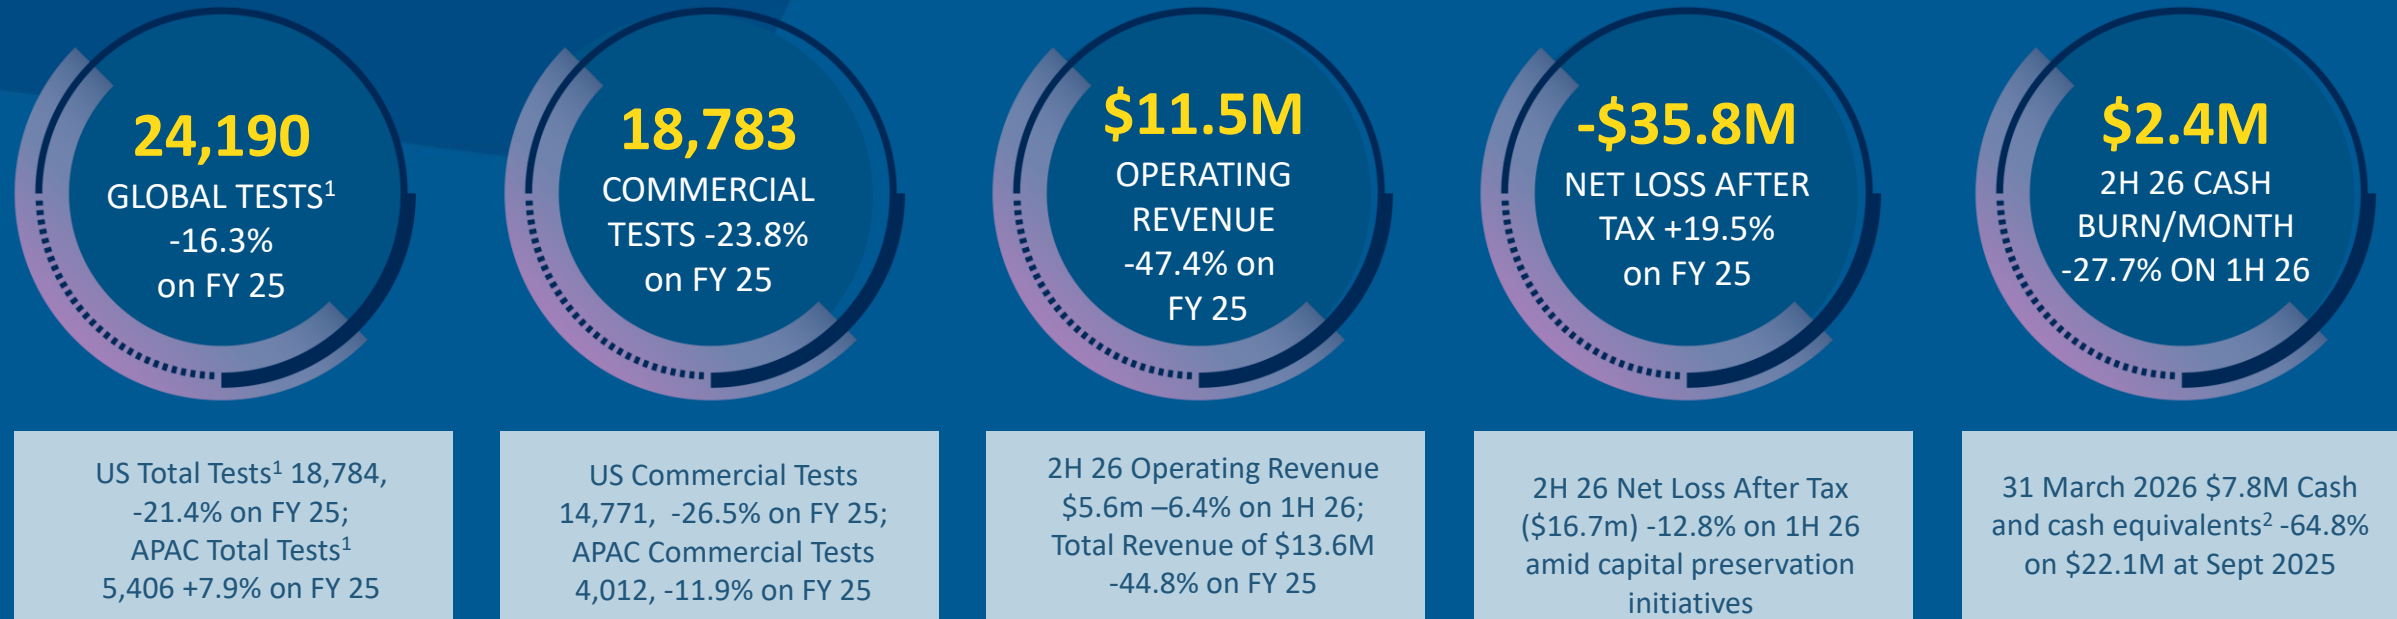 24,190
GLOBAL TESTS¹
-16.3%
on FY 25
18,783
COMMERCIAL
TESTS -23.8%
on FY 25
$11.5M
OPERATING
REVENUE
-47.4% on
FY 25
-$35.8M
NET LOSS AFTER
TAX +19.5%
on FY 25
$2.4M
2H 26 CASH
BURN/MONTH
-27.7% ON 1H 26
US Total Tests¹ 18,784,
-21.4% on FY 25;
APAC Total Tests¹
5,406 +7.9% on FY 25
US Commercial Tests
14,771, -26.5% on FY 25;
APAC Commercial Tests
4,012, -11.9% on FY 25
2H 26 Operating Revenue
$5.6m –6.4% on 1H 26;
Total Revenue of $13.6M
-44.8% on FY 25
2H 26 Net Loss After Tax
($16.7m) -12.8% on 1H 26
amid capital preservation
initiatives
31 March 2026 $7.8M Cash
and cash equivalents² -64.8%
on $22.1M at Sept 2025